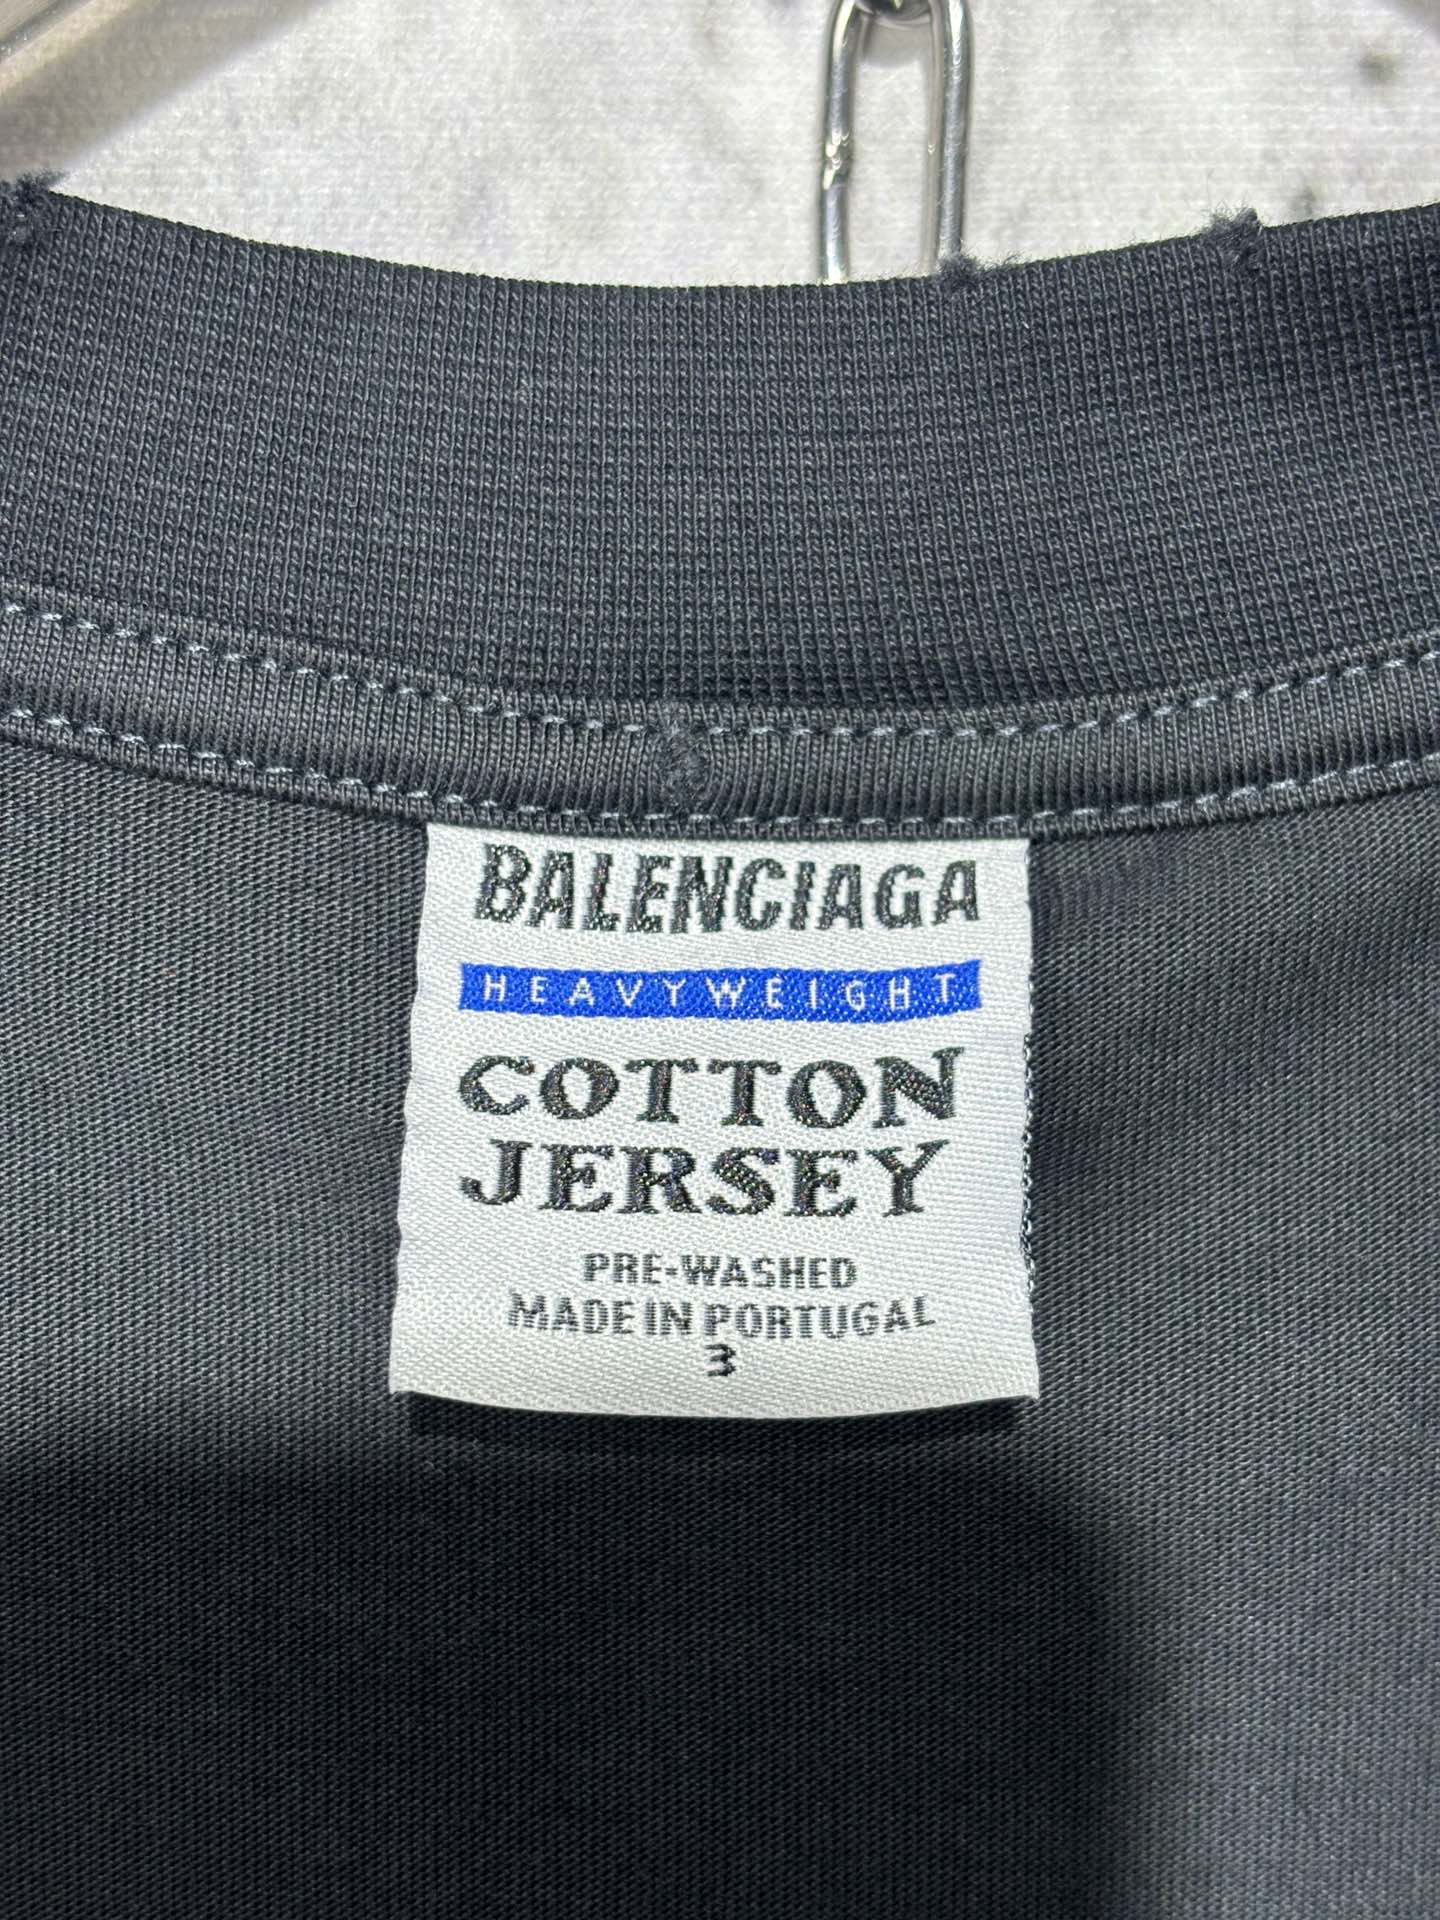 BALENCIAGA
HEAVYWEIGHT
COTTON
JERSEY
PRE-WASHED
MADE IN PORTUGAL
3